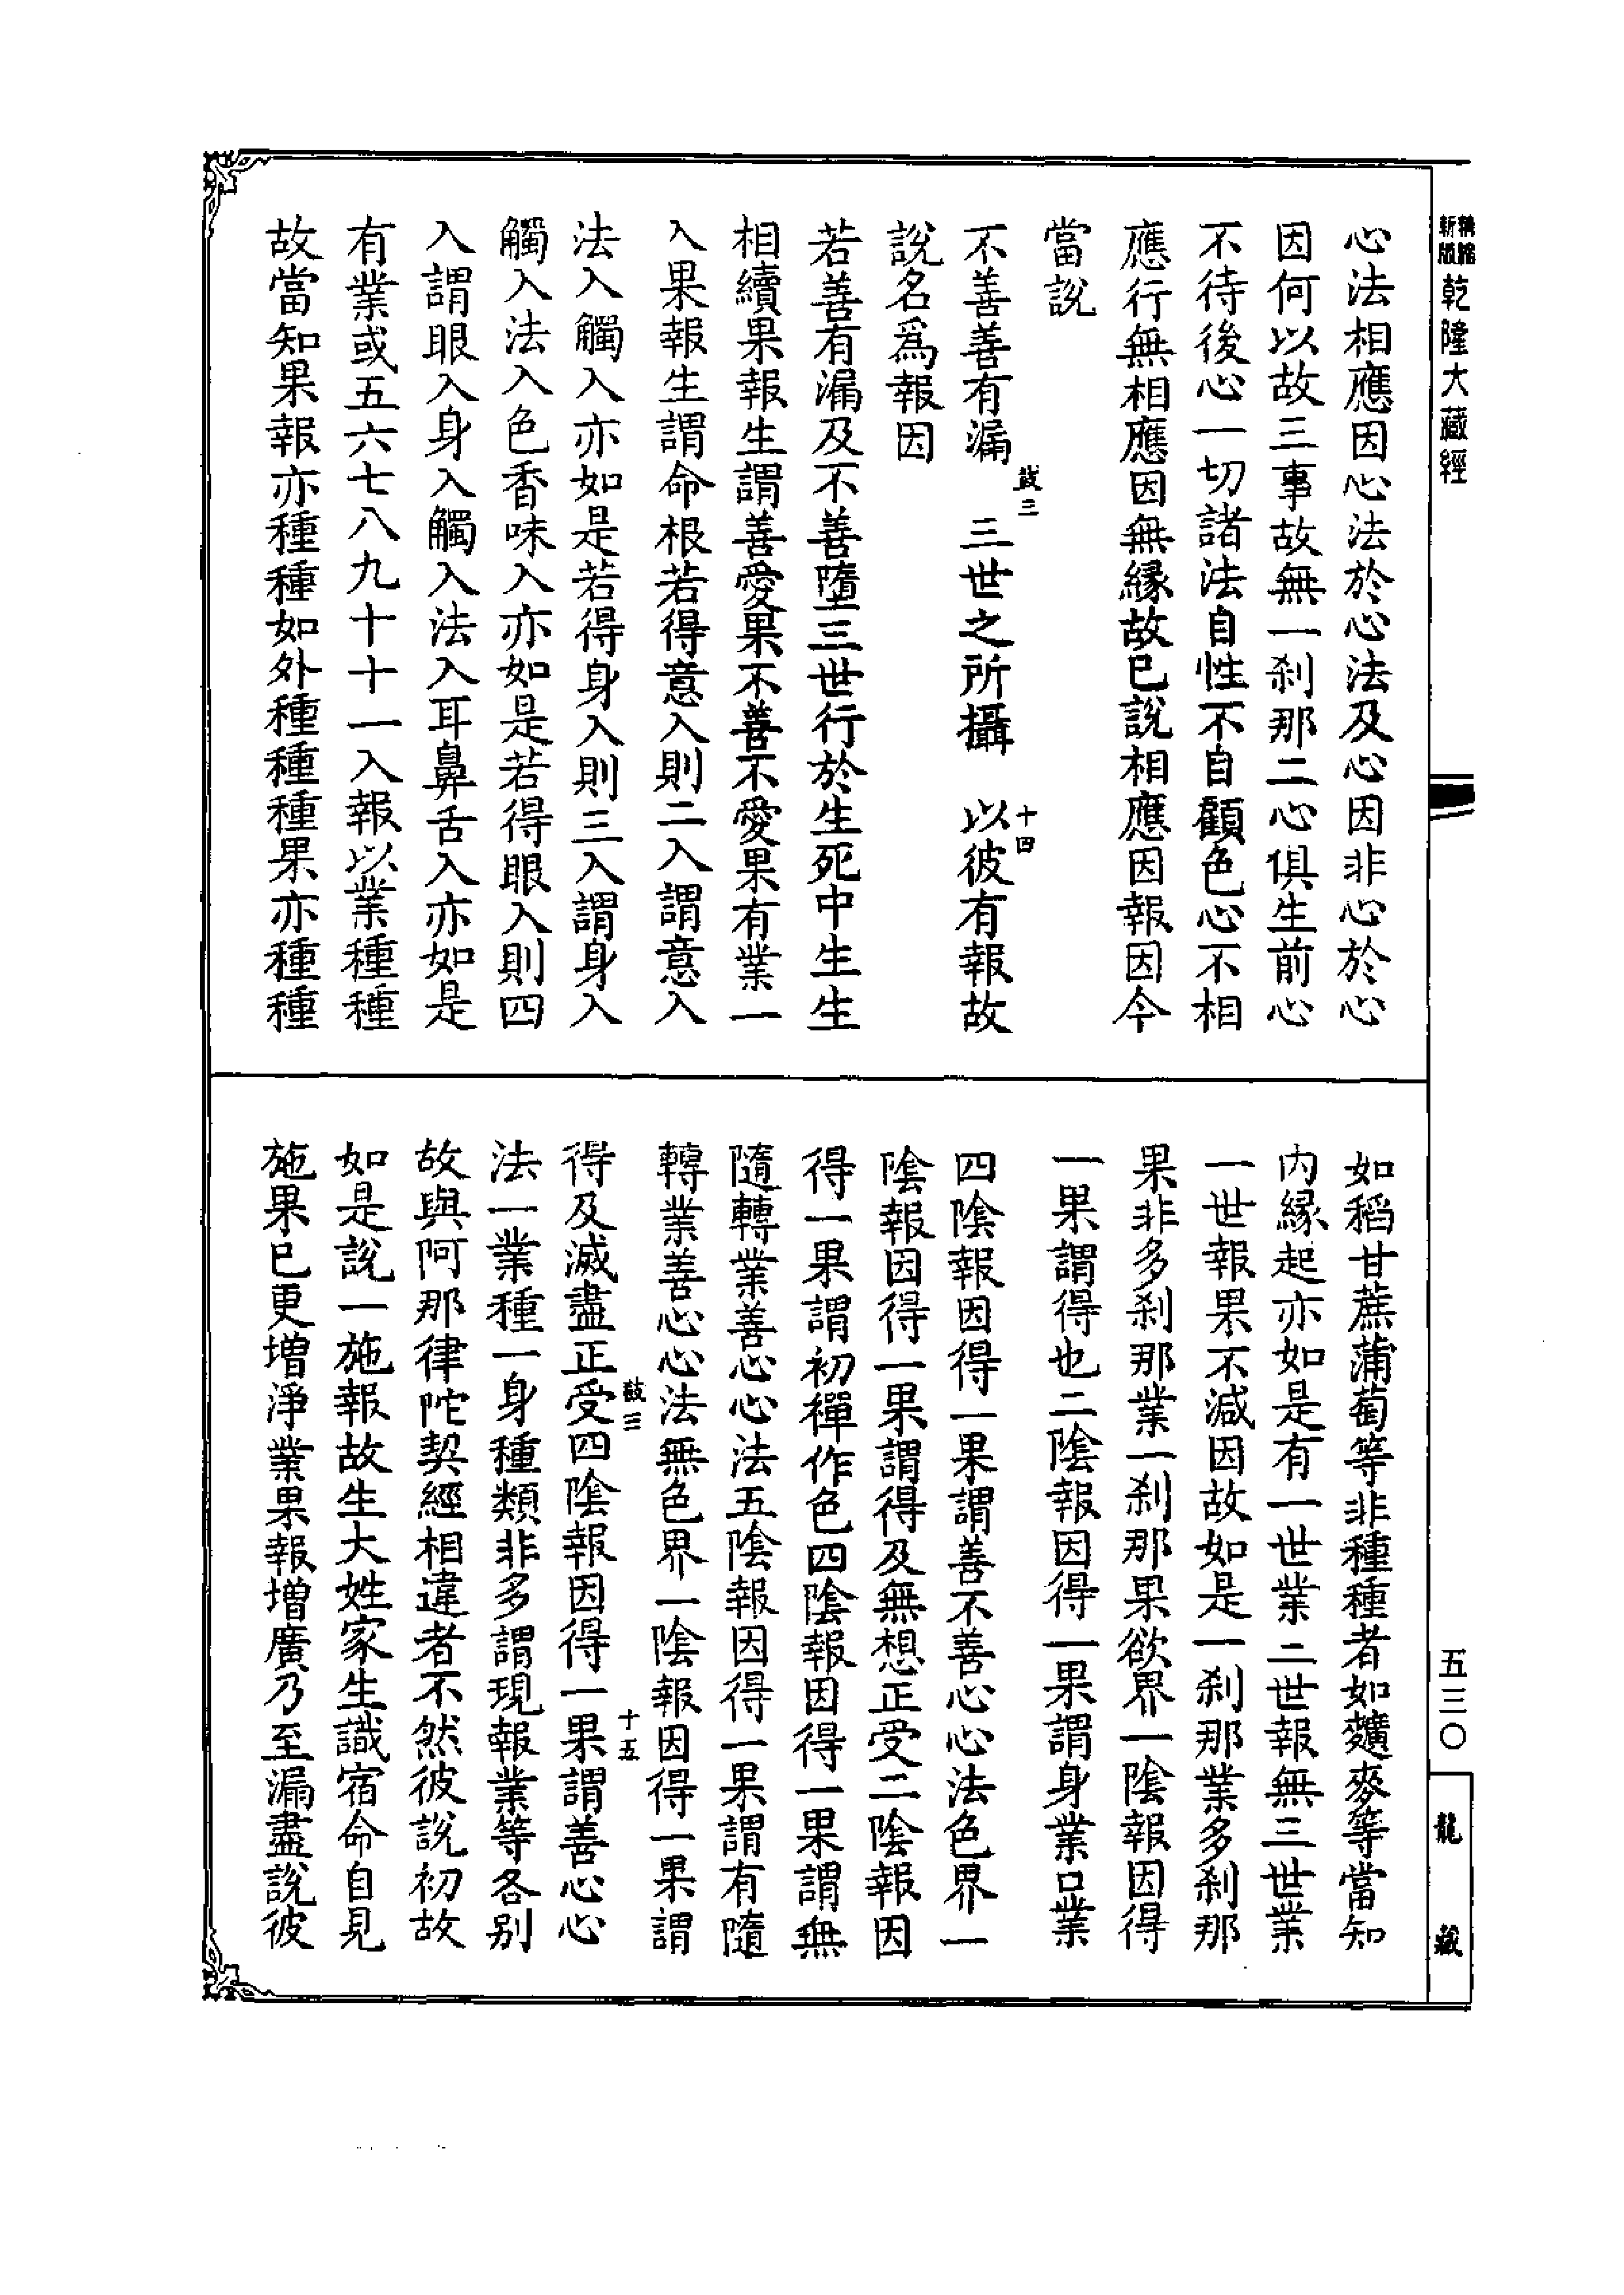 新版
精縮
乾隆大藏經
五三〇
龍藏
心法相應因心法於心法及心因非心於心
因何以故三事故無一刹那二心俱生前心
不待後心一切諸法自性不自顧色心不相
應行無相應因無緣故已說相應因報因今
當說
不善善有漏　三世之所攝　以彼有報故
說名爲報因
若善有漏及不善墮三世行於生死中生生
相續果報生謂善愛果不善不愛果有業一
入果報生謂命根若得意入則二入謂意入
法入觸入亦如是若得身入則三入謂身入
觸入法入色香味入亦如是若得眼入則四
入謂眼入身入觸入法入耳鼻舌入亦如是
有業或五六七八九十十一入報以業種種
故當知果報亦種種如外種種種果亦種種
鼓三
十四
如稻甘蔗蒲萄等非種種者如𪍿麥等當知
內緣起亦如是有一世業二世報無三世業
一世報果不減因故如是一刹那業多刹那
果非多刹那業一刹那果欲界一陰報因得
一果謂得也二陰報因得一果謂身業口業
四陰報因得一果謂善不善心心法色界一
陰報因得一果謂得及無想正受二陰報因
得一果謂初禪作色四陰報因得一果謂無
隨轉業善心心法五陰報因得一果謂有隨
轉業善心心法無色界一陰報因得一果謂
得及滅盡正受四陰報因得一果謂善心心
法一業種一身種類非多謂現報業等各別
故與阿那律陀契經相違者不然彼說初故
如是說一施報故生大姓家生識宿命自見
施果已更增淨業果報增廣乃至漏盡說彼
鼓三
十五